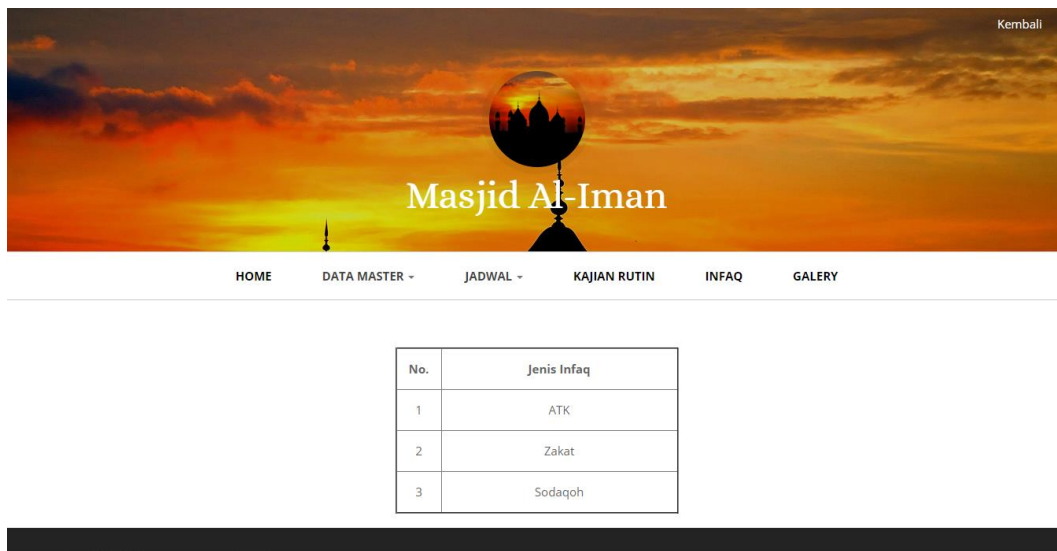 Kembali
Masjid Al-Iman
HOME DATA MASTER JADWAL KAJIAN RUTIN INFAQ GALERY
No. Jenis Infaq
1 ATK
2 Zakat
3 Sodaqoh